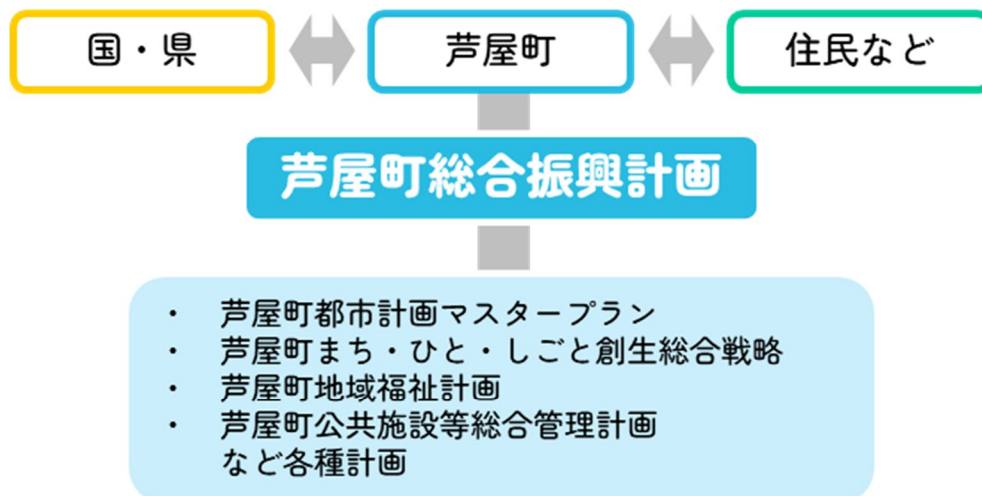 国・県
芦屋町
住民など
芦屋町総合振興計画
・ 芦屋町都市計画マスタープラン
・ 芦屋町まち・ひと・しごと創生総合戦略
・ 芦屋町地域福祉計画
・ 芦屋町公共施設等総合管理計画
など各種計画